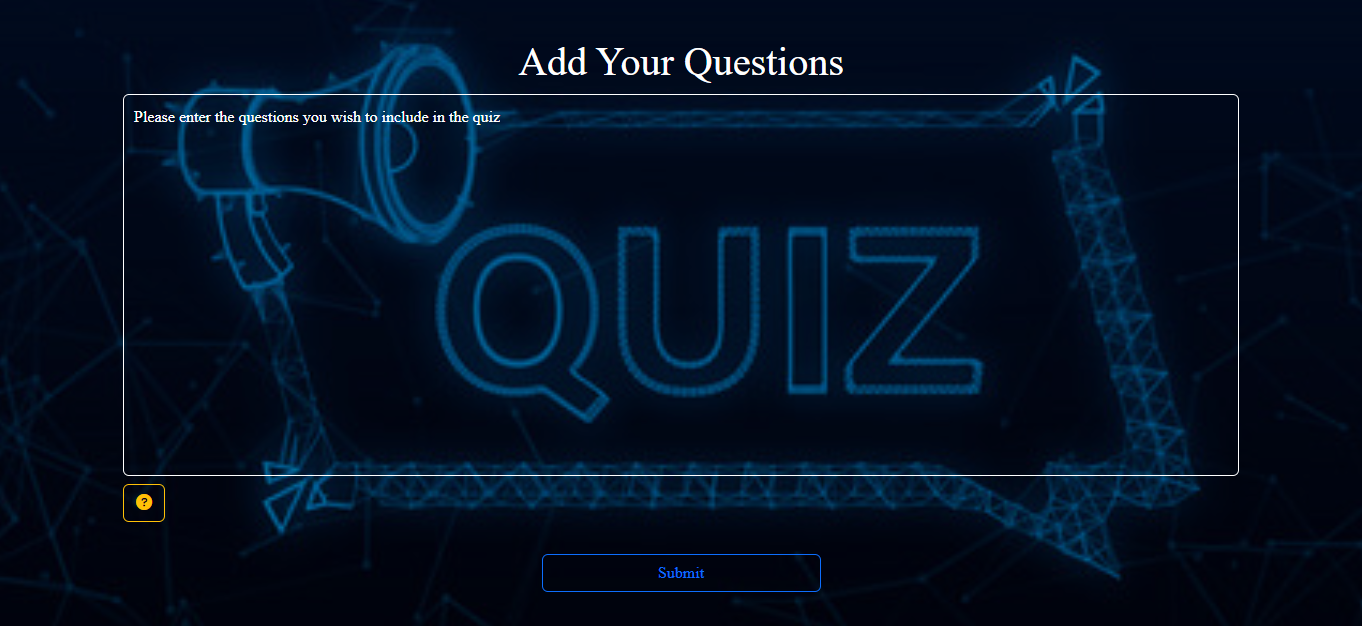 Add Your Questions
Please enter the questions you wish to include in the quiz
QUIZ
?
Submit